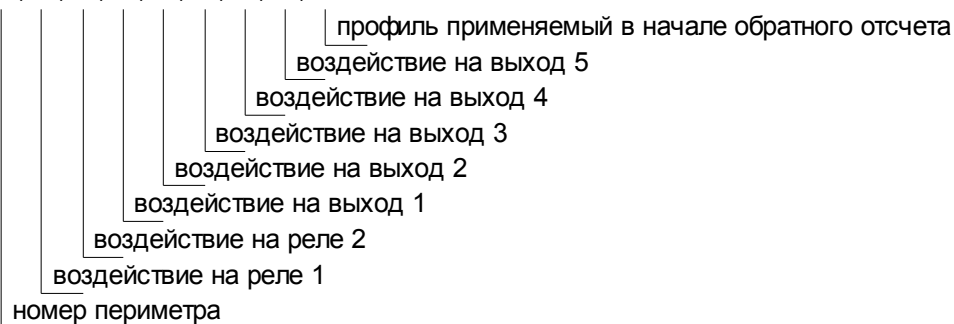 профиль применяемый в начале обратного отсчета
воздействие на выход 5
воздействие на выход 4
воздействие на выход 3
воздействие на выход 2
воздействие на выход 1
воздействие на реле 2
воздействие на реле 1
номер периметра